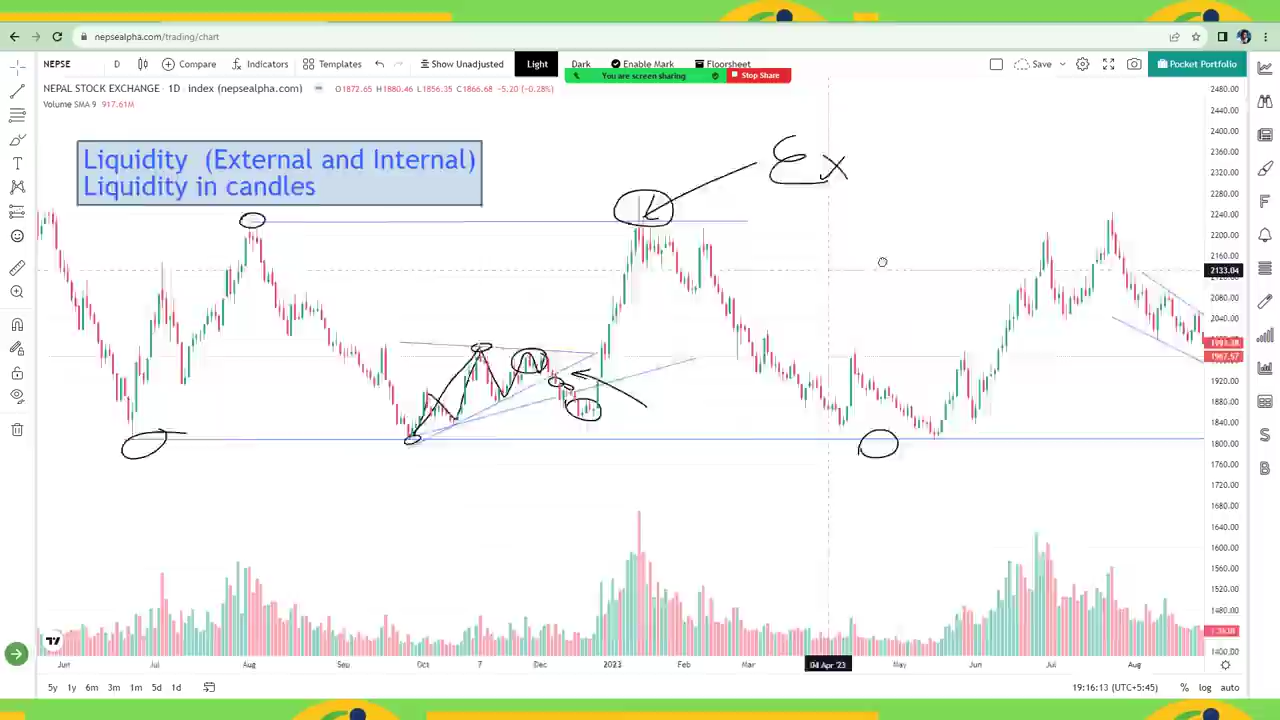 nepsealpha.com/trading/chart
NEPSE D Compare Indicators Templates Show Unadjusted Light Dark Enable Mark Floorsheet Save Pocket Portfolio
You are screen sharing Stop Share
NEPAL STOCK EXCHANGE · 1D · index (nepsealpha.com) O1872.65 H1880.46 L1856.35 C1866.68 -5.20 (-0.28%)
Volume SMA 9 917.61M
Liquidity (External and Internal)
Liquidity in candles
Ex
2480.00
2440.00
2400.00
2360.00
2320.00
2280.00
2240.00
2200.00
2160.00
2133.04
2080.00
2040.00
1967.57
1920.00
1880.00
1840.00
1800.00
1760.00
1720.00
1680.00
1640.00
1600.00
1560.00
1520.00
1480.00
1440.00
1400.00
Jun Jul Aug Sep Oct 7 Dec 2023 Feb Mar 04 Apr '23 May Jun Jul Aug
5y 1y 6m 3m 1m 5d 1d 19:16:13 (UTC+5:45) % log auto